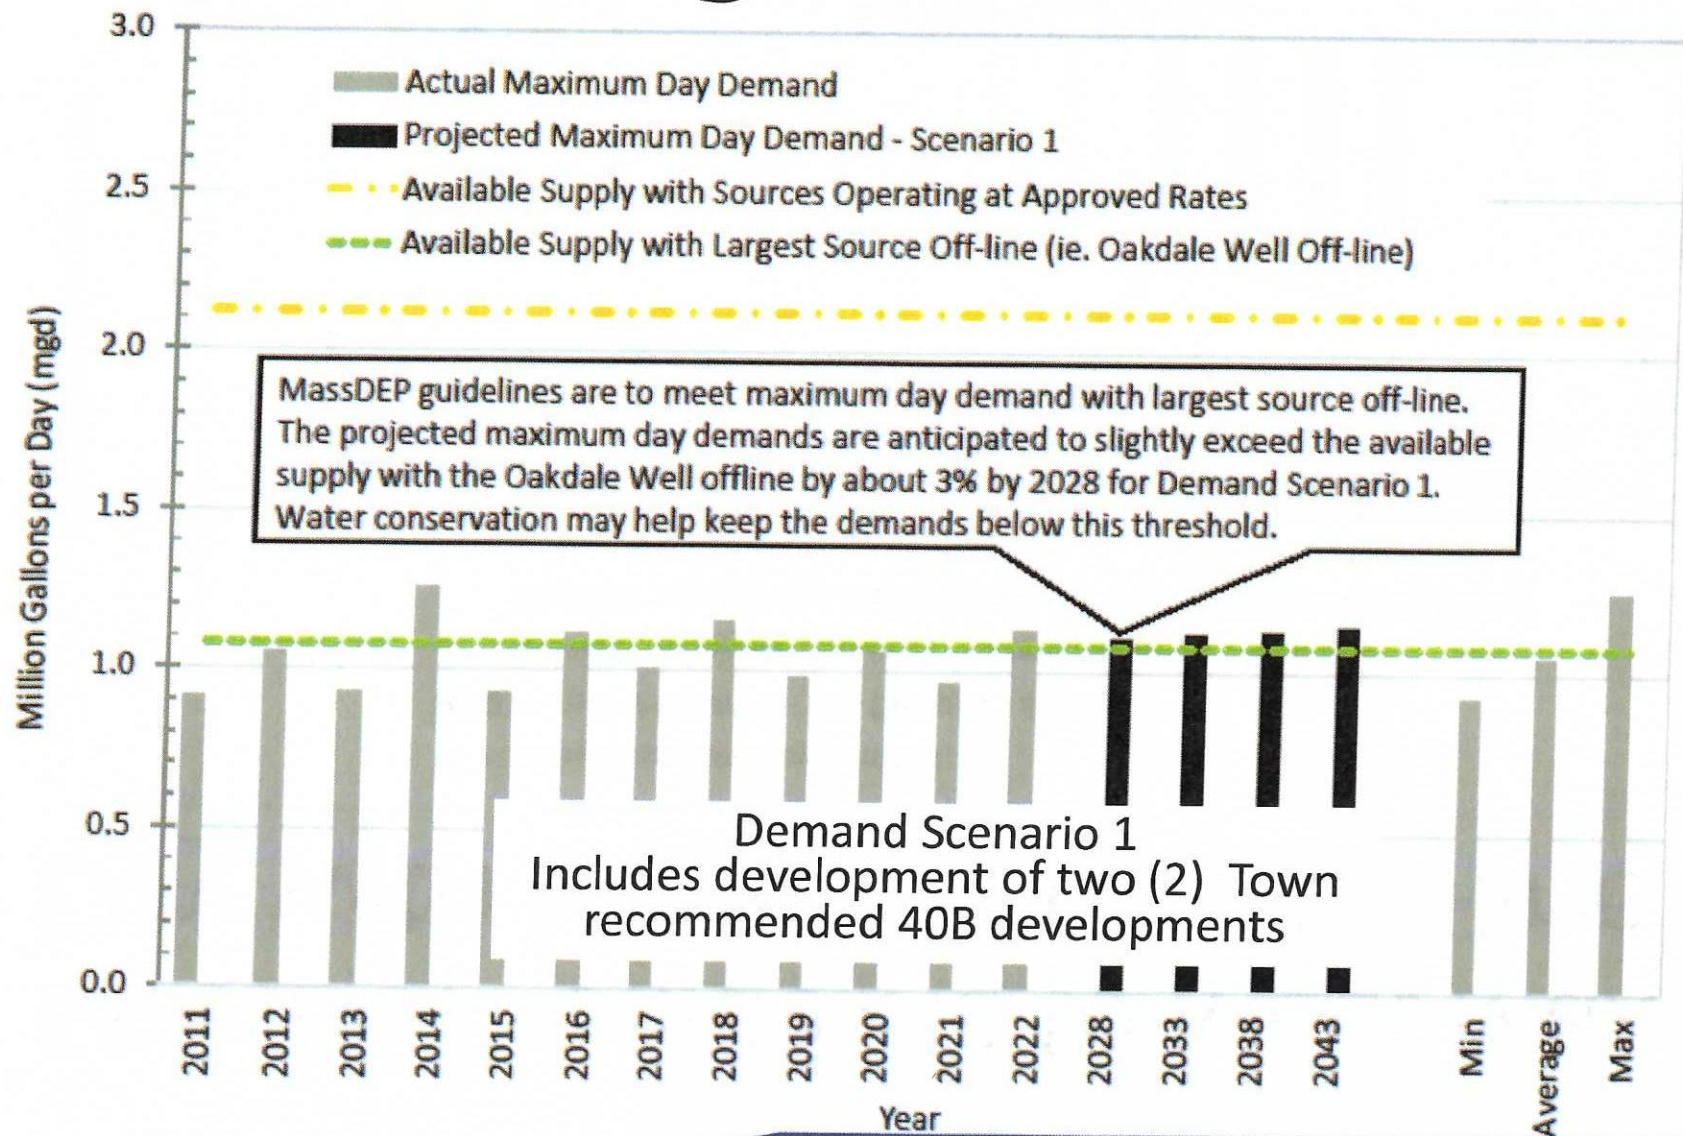 3.0
2.5
2.0
1.5
1.0
0.5
0.0
Million Gallons per Day (mgd)
Actual Maximum Day Demand
Projected Maximum Day Demand - Scenario 1
Available Supply with Sources Operating at Approved Rates
Available Supply with Largest Source Off-line (ie. Oakdale Well Off-line)
MassDEP guidelines are to meet maximum day demand with largest source off-line.
The projected maximum day demands are anticipated to slightly exceed the available
supply with the Oakdale Well offline by about 3% by 2028 for Demand Scenario 1.
Water conservation may help keep the demands below this threshold.
Demand Scenario 1
Includes development of two (2) Town
recommended 40B developments
2011
2012
2013
2014
2015
2016
2017
2018
2019
2020
2021
2022
2028
2033
2038
2043
Min
Average
Max
Year